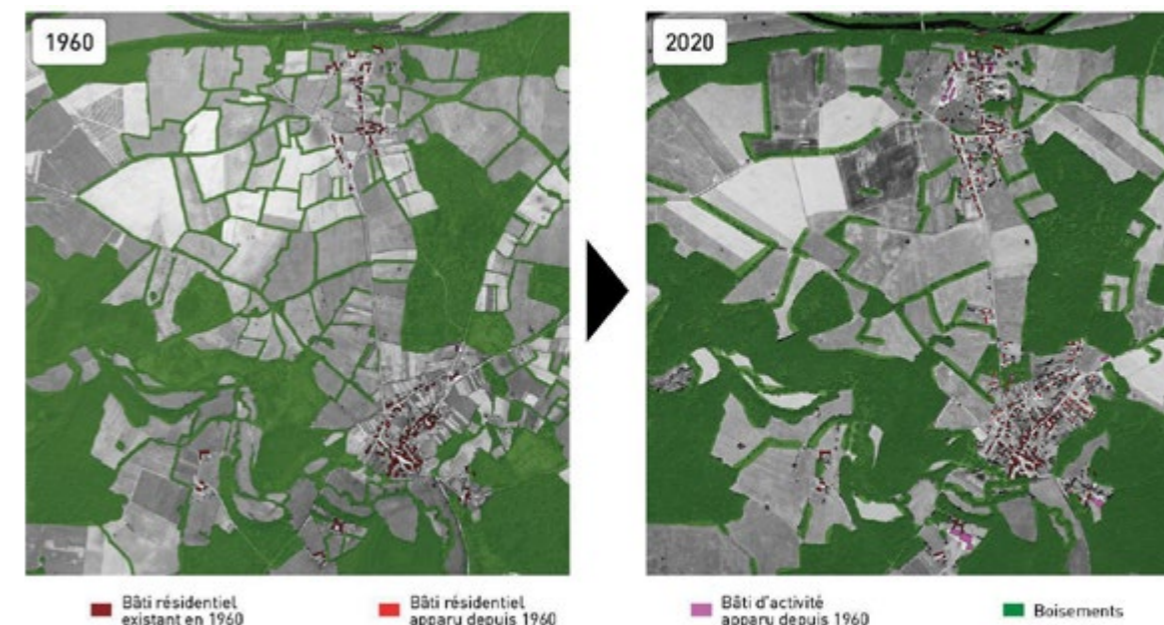 1960
2020
Bâti résidentiel
existant en 1960
Bâti résidentiel
apparu depuis 1960
Bâti d'activité
apparu depuis 1960
Boisements